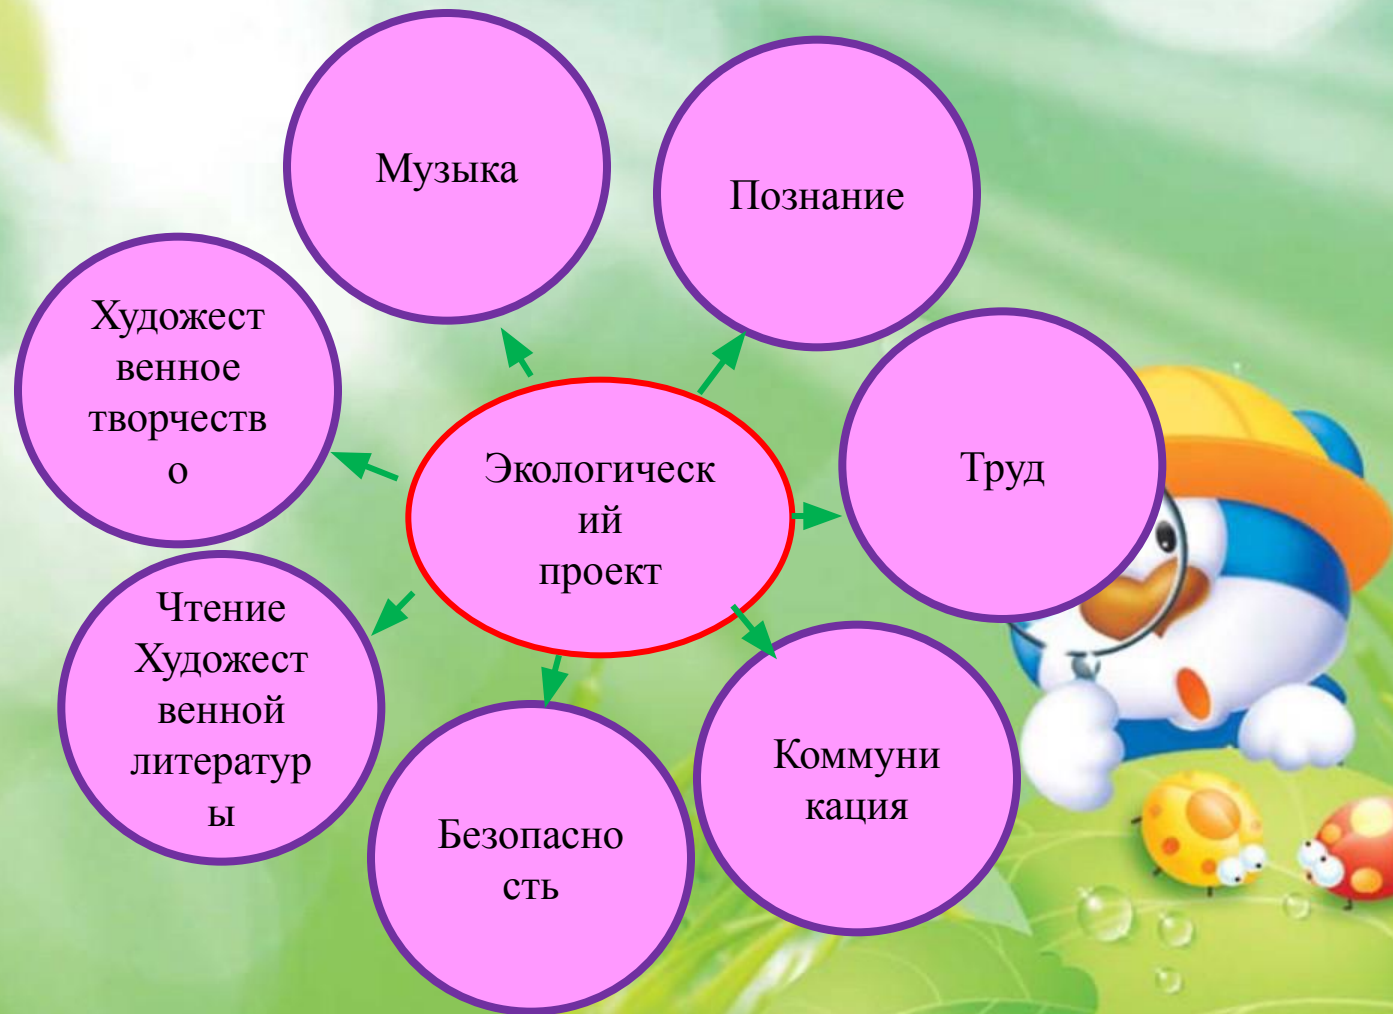 Музыка
Познание
Художест
венное
творчеств
о
Экологическ
ий
проект
Труд
Чтение
Художест
венной
литератур
ы
Коммуни
кация
Безопасно
сть